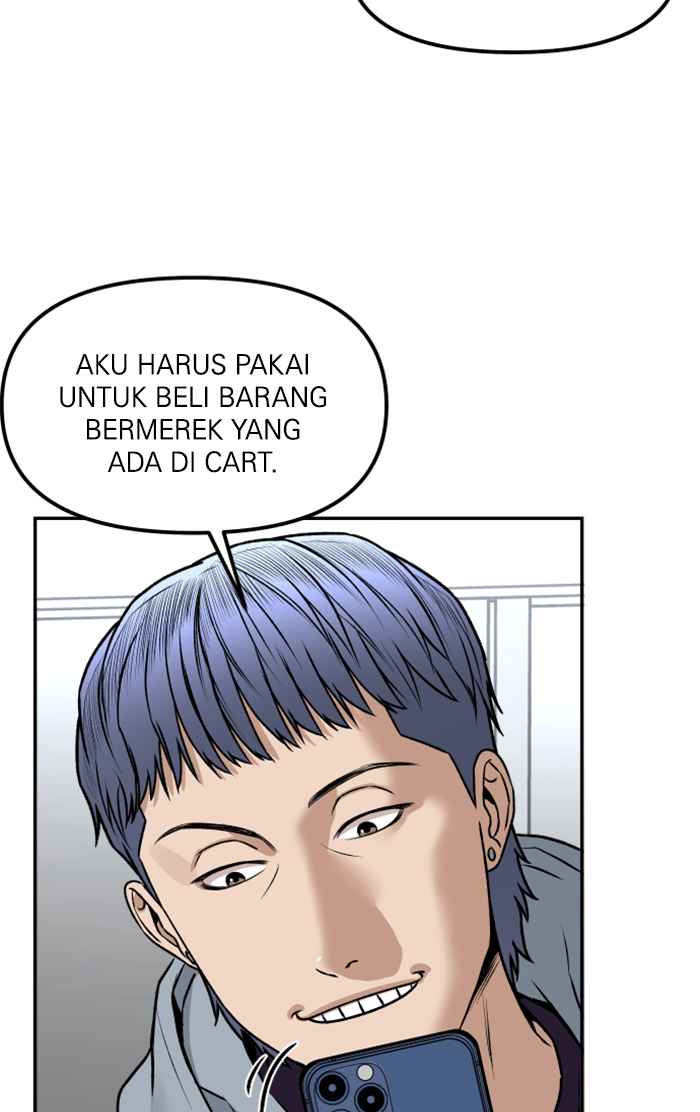 AKU HARUS PAKAI
UNTUK BELI BARANG
BERMEREK YANG
ADA DI CART.